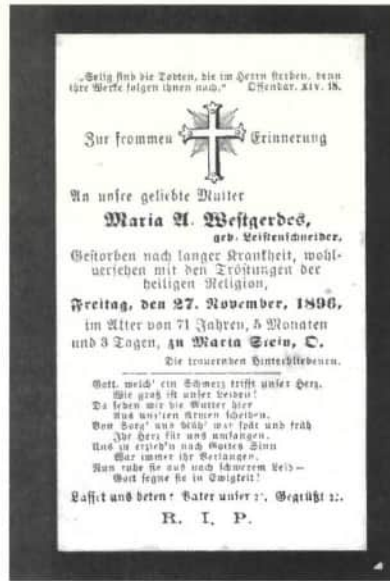 „Selig sind die Todten, die im Herrn sterben, denn
ihre Werke folgen ihnen nach.“ Offenbar. XIV. 18.
Zur frommen Erinnerung
An unsre geliebte Mutter
Maria A. Westgerdes,
geb. Leistenschneider,
Gestorben nach langer Krankheit, wohl-
versehen mit den Tröstungen der
heiligen Religion,
Freitag, den 27. November, 1896,
im Alter von 71 Jahren, 5 Monaten
und 3 Tagen, zu Maria Stein, O.
Die trauernden Hinterbliebenen.
Gott, welch' ein Schmerz trifft unser Herz,
Wie groß ist unser Leiden!
Da sehen wir die Mutter hier
Aus uns'ren Armen scheiden.
Von Sorg' und Müh' war spät und früh
Ihr Herz für uns umfangen.
Uns zu erzieh'n nach Gottes Sinn
War immer ihr Verlangen.
Nun ruhe sie aus nach schwerem Leid—
Gott segne sie in Ewigkeit!
Lasset uns beten: Vater unser ꝛc. Gegrüßt ꝛc.
R. I. P.